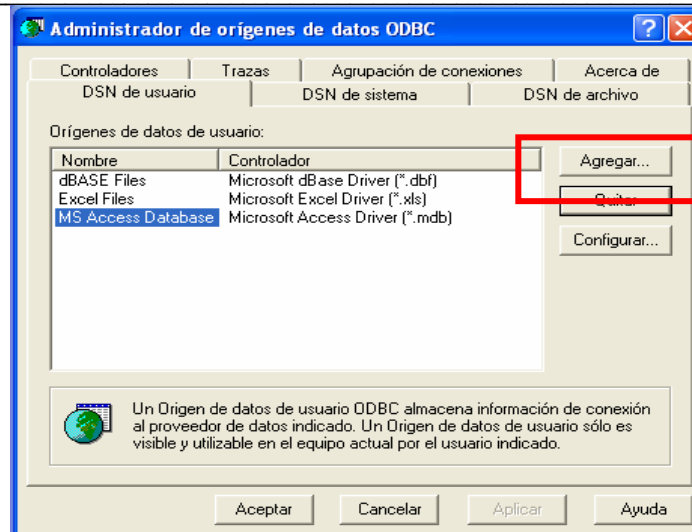 Administrador de orígenes de datos ODBC
Controladores Trazas Agrupación de conexiones Acerca de
DSN de usuario DSN de sistema DSN de archivo
Orígenes de datos de usuario:
Nombre Controlador Agregar...
dBASE Files Microsoft dBase Driver (*.dbf)
Excel Files Microsoft Excel Driver (*.xls) Quitar
MS Access Database Microsoft Access Driver (*.mdb)
Configurar...
Un Origen de datos de usuario ODBC almacena información de conexión
al proveedor de datos indicado. Un Origen de datos de usuario sólo es
visible y utilizable en el equipo actual por el usuario indicado.
Aceptar Cancelar Aplicar Ayuda